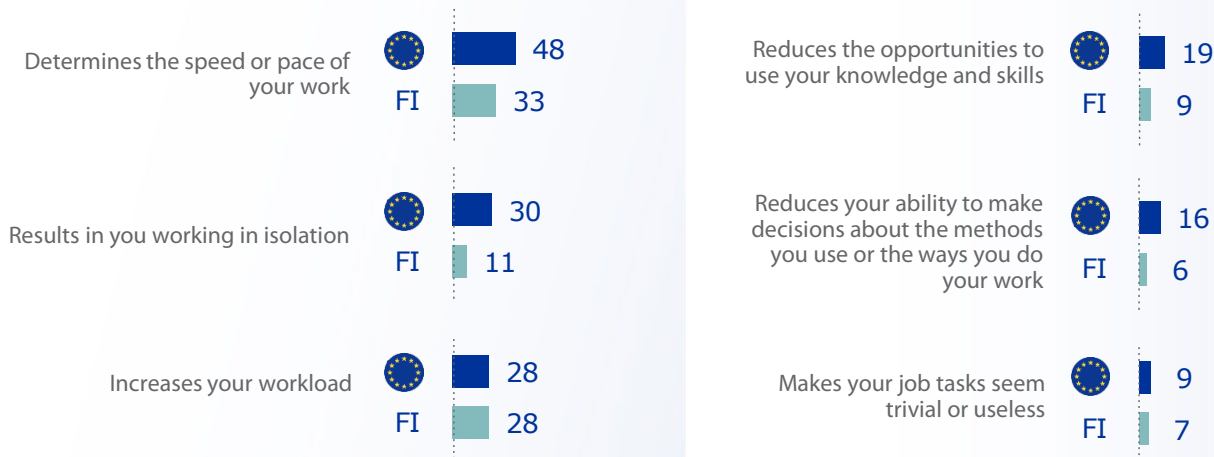 Determines the speed or pace of
your work
48
FI
33
Results in you working in isolation
30
FI
11
Increases your workload
28
FI
28
Reduces the opportunities to
use your knowledge and skills
19
FI
9
Reduces your ability to make
decisions about the methods
you use or the ways you do
your work
16
FI
6
Makes your job tasks seem
trivial or useless
9
FI
7